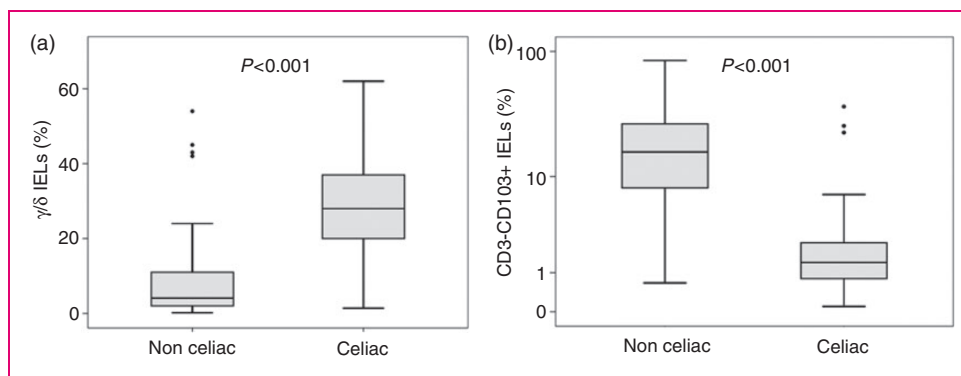 (a)
P<0.001
γ/δ IELs (%)
60
40
20
0
Non celiac
Celiac
(b)
P<0.001
CD3-CD103+ IELs (%)
100
10
1
0
Non celiac
Celiac